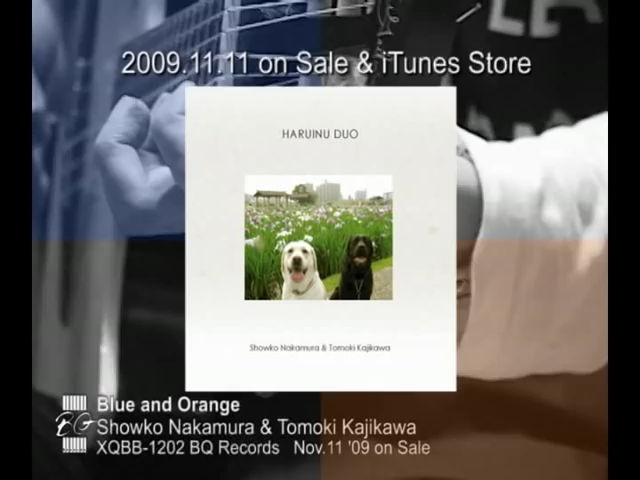 2009.11.11 on Sale & iTunes Store
HARUINU DUO
Showko Nakamura & Tomoki Kajikawa
Blue and Orange
Showko Nakamura & Tomoki Kajikawa
XQBB-1202 BQ Records Nov.11 '09 on Sale